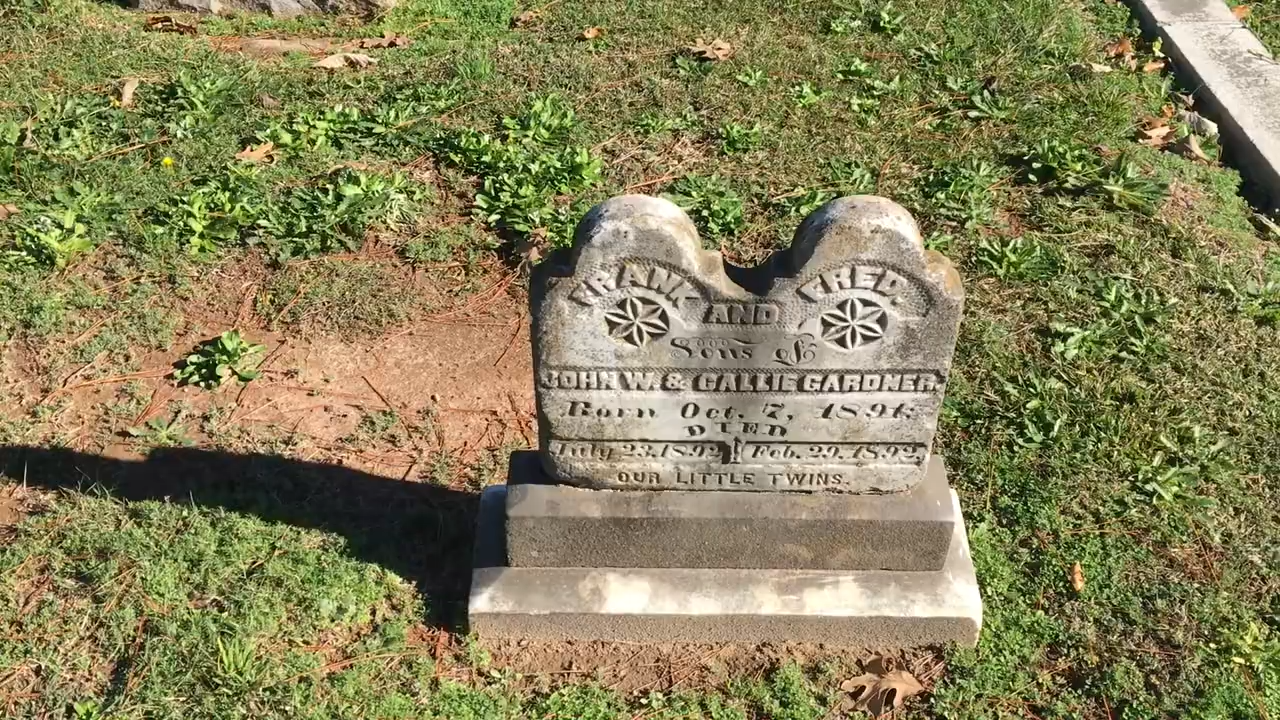 FRANK AND FRED.
Sons of
JOHN W. & CALLIE GARDNER.
Born Oct. 7, 1891;
DIED
July 23, 1892 Feb. 29, 1892,
OUR LITTLE TWINS.